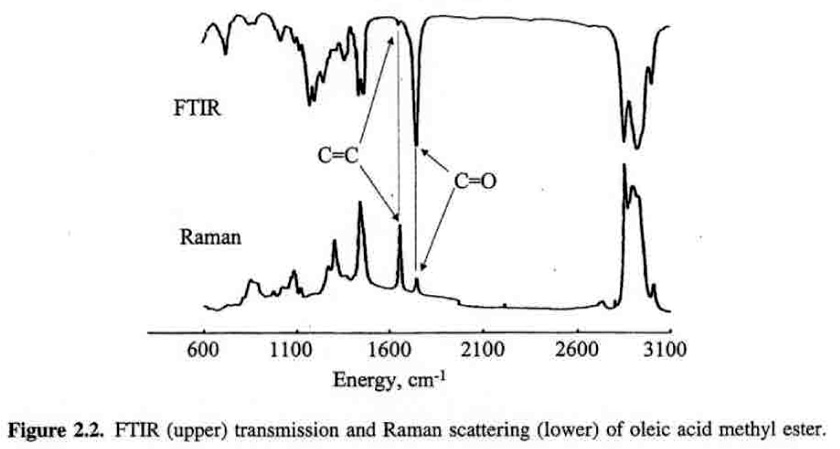 FTIR
C=C
C=O
Raman
600 1100 1600 2100 2600 3100
Energy, cm-1
Figure 2.2. FTIR (upper) transmission and Raman scattering (lower) of oleic acid methyl ester.